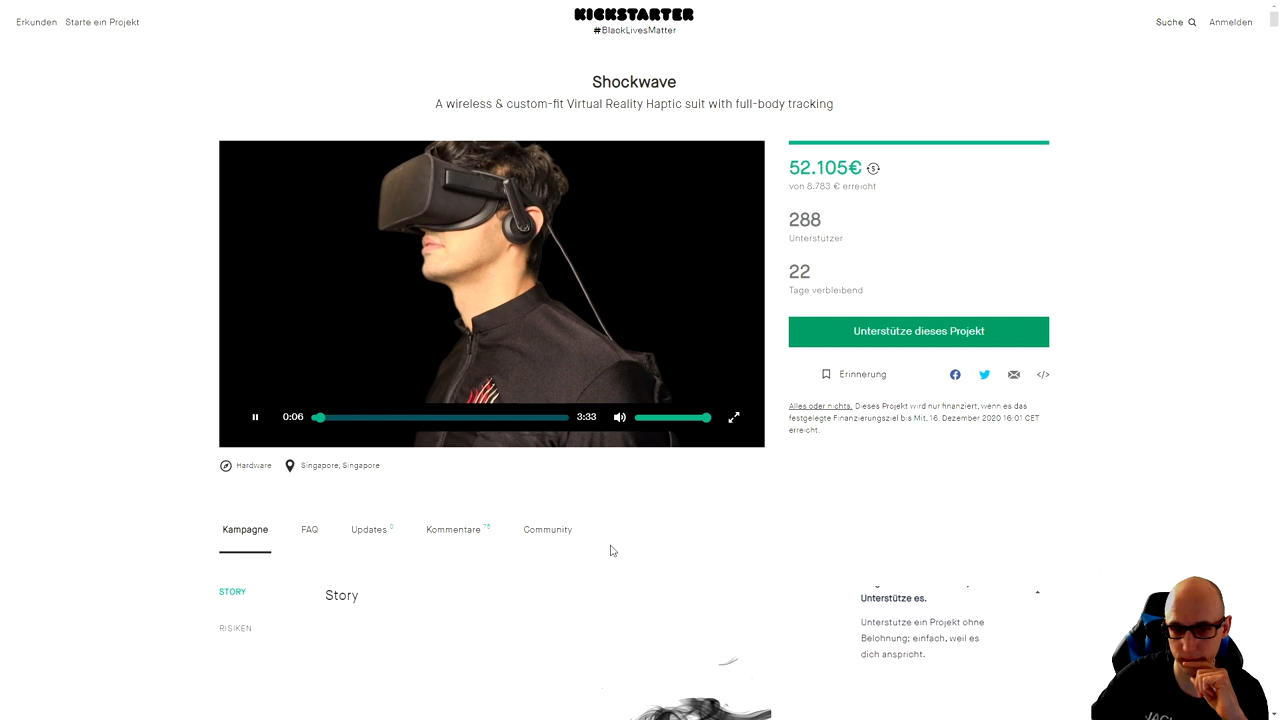 Erkunden Starte ein Projekt
KICKSTARTER
#BlackLivesMatter
Suche
Anmelden
Shockwave
A wireless & custom-fit Virtual Reality Haptic suit with full-body tracking
52.105€
von 8.783 € erreicht
288
Unterstützer
22
Tage verbleibend
Unterstütze dieses Projekt
Erinnerung
</>
Alles oder nichts. Dieses Projekt wird nur finanziert, wenn es das
festgelegte Finanzierungsziel bis Mit, 16. Dezember 2020 16:01 CET
erreicht.
0:06
3:33
Hardware
Singapore, Singapore
Kampagne
FAQ
Updates 0
Kommentare 78
Community
STORY
RISIKEN
Story
Unterstütze es.
Unterstütze ein Projekt ohne
Belohnung; einfach, weil es
dich anspricht.